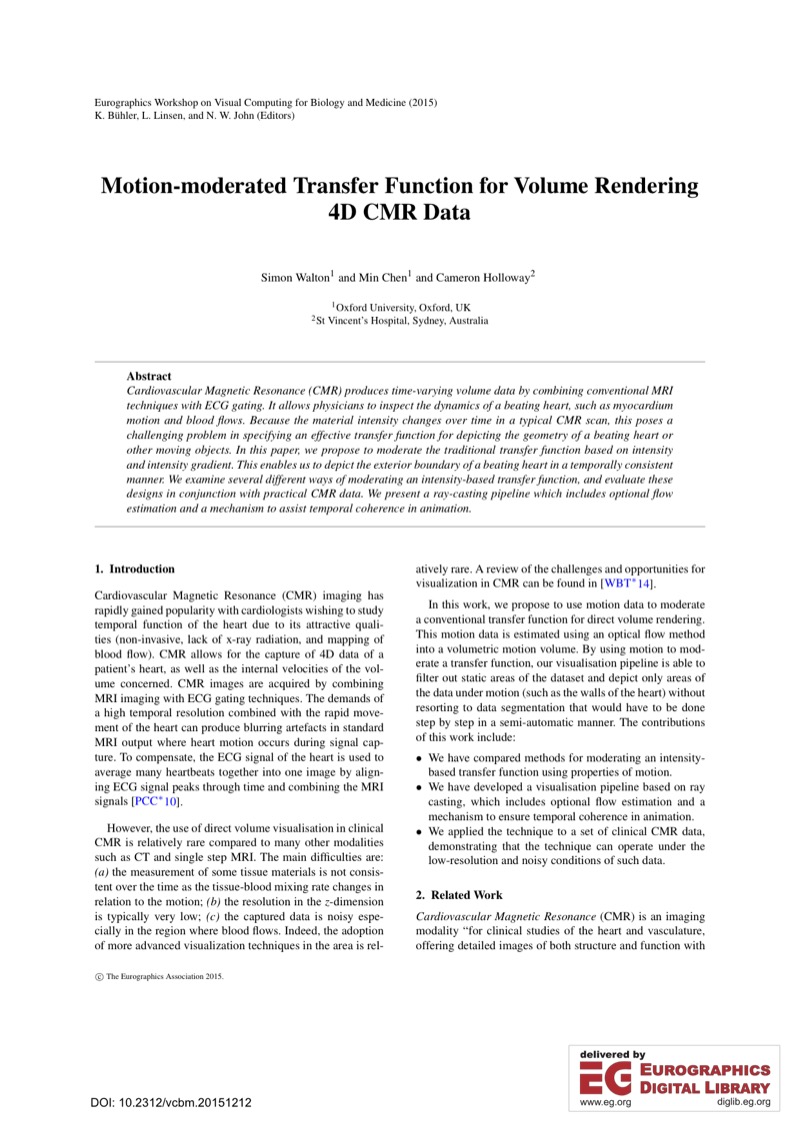 Eurographics Workshop on Visual Computing for Biology and Medicine (2015)
K. Bühler, L. Linsen, and N. W. John (Editors)
Motion-moderated Transfer Function for Volume Rendering
4D CMR Data
Simon Walton1 and Min Chen1 and Cameron Holloway2
1Oxford University, Oxford, UK
2St Vincent's Hospital, Sydney, Australia
Abstract
Cardiovascular Magnetic Resonance (CMR) produces time-varying volume data by combining conventional MRI
techniques with ECG gating. It allows physicians to inspect the dynamics of a beating heart, such as myocardium
motion and blood flows. Because the material intensity changes over time in a typical CMR scan, this poses a
challenging problem in specifying an effective transfer function for depicting the geometry of a beating heart or
other moving objects. In this paper, we propose to moderate the traditional transfer function based on intensity
and intensity gradient. This enables us to depict the exterior boundary of a beating heart in a temporally consistent
manner. We examine several different ways of moderating an intensity-based transfer function, and evaluate these
designs in conjunction with practical CMR data. We present a ray-casting pipeline which includes optional flow
estimation and a mechanism to assist temporal coherence in animation.
1. Introduction
Cardiovascular Magnetic Resonance (CMR) imaging has
rapidly gained popularity with cardiologists wishing to study
temporal function of the heart due to its attractive quali-
ties (non-invasive, lack of x-ray radiation, and mapping of
blood flow). CMR allows for the capture of 4D data of a
patient's heart, as well as the internal velocities of the vol-
ume concerned. CMR images are acquired by combining
MRI imaging with ECG gating techniques. The demands of
a high temporal resolution combined with the rapid move-
ment of the heart can produce blurring artefacts in standard
MRI output where heart motion occurs during signal cap-
ture. To compensate, the ECG signal of the heart is used to
average many heartbeats together into one image by align-
ing ECG signal peaks through time and combining the MRI
signals [PCC*10].
However, the use of direct volume visualisation in clinical
CMR is relatively rare compared to many other modalities
such as CT and single step MRI. The main difficulties are:
(a) the measurement of some tissue materials is not consis-
tent over the time as the tissue-blood mixing rate changes in
relation to the motion; (b) the resolution in the z-dimension
is typically very low; (c) the captured data is noisy espe-
cially in the region where blood flows. Indeed, the adoption
of more advanced visualization techniques in the area is rel-
atively rare. A review of the challenges and opportunities for
visualization in CMR can be found in [WBT*14].
In this work, we propose to use motion data to moderate
a conventional transfer function for direct volume rendering.
This motion data is estimated using an optical flow method
into a volumetric motion volume. By using motion to mod-
erate a transfer function, our visualisation pipeline is able to
filter out static areas of the dataset and depict only areas of
the data under motion (such as the walls of the heart) without
resorting to data segmentation that would have to be done
step by step in a semi-automatic manner. The contributions
of this work include:
• We have compared methods for moderating an intensity-
based transfer function using properties of motion.
• We have developed a visualisation pipeline based on ray
casting, which includes optional flow estimation and a
mechanism to ensure temporal coherence in animation.
• We applied the technique to a set of clinical CMR data,
demonstrating that the technique can operate under the
low-resolution and noisy conditions of such data.
2. Related Work
Cardiovascular Magnetic Resonance (CMR) is an imaging
modality “for clinical studies of the heart and vasculature,
offering detailed images of both structure and function with
© The Eurographics Association 2015.
delivered by
EG EUROGRAPHICS
DIGITAL LIBRARY
www.eg.org diglib.eg.org
DOI: 10.2312/vcbm.20151212